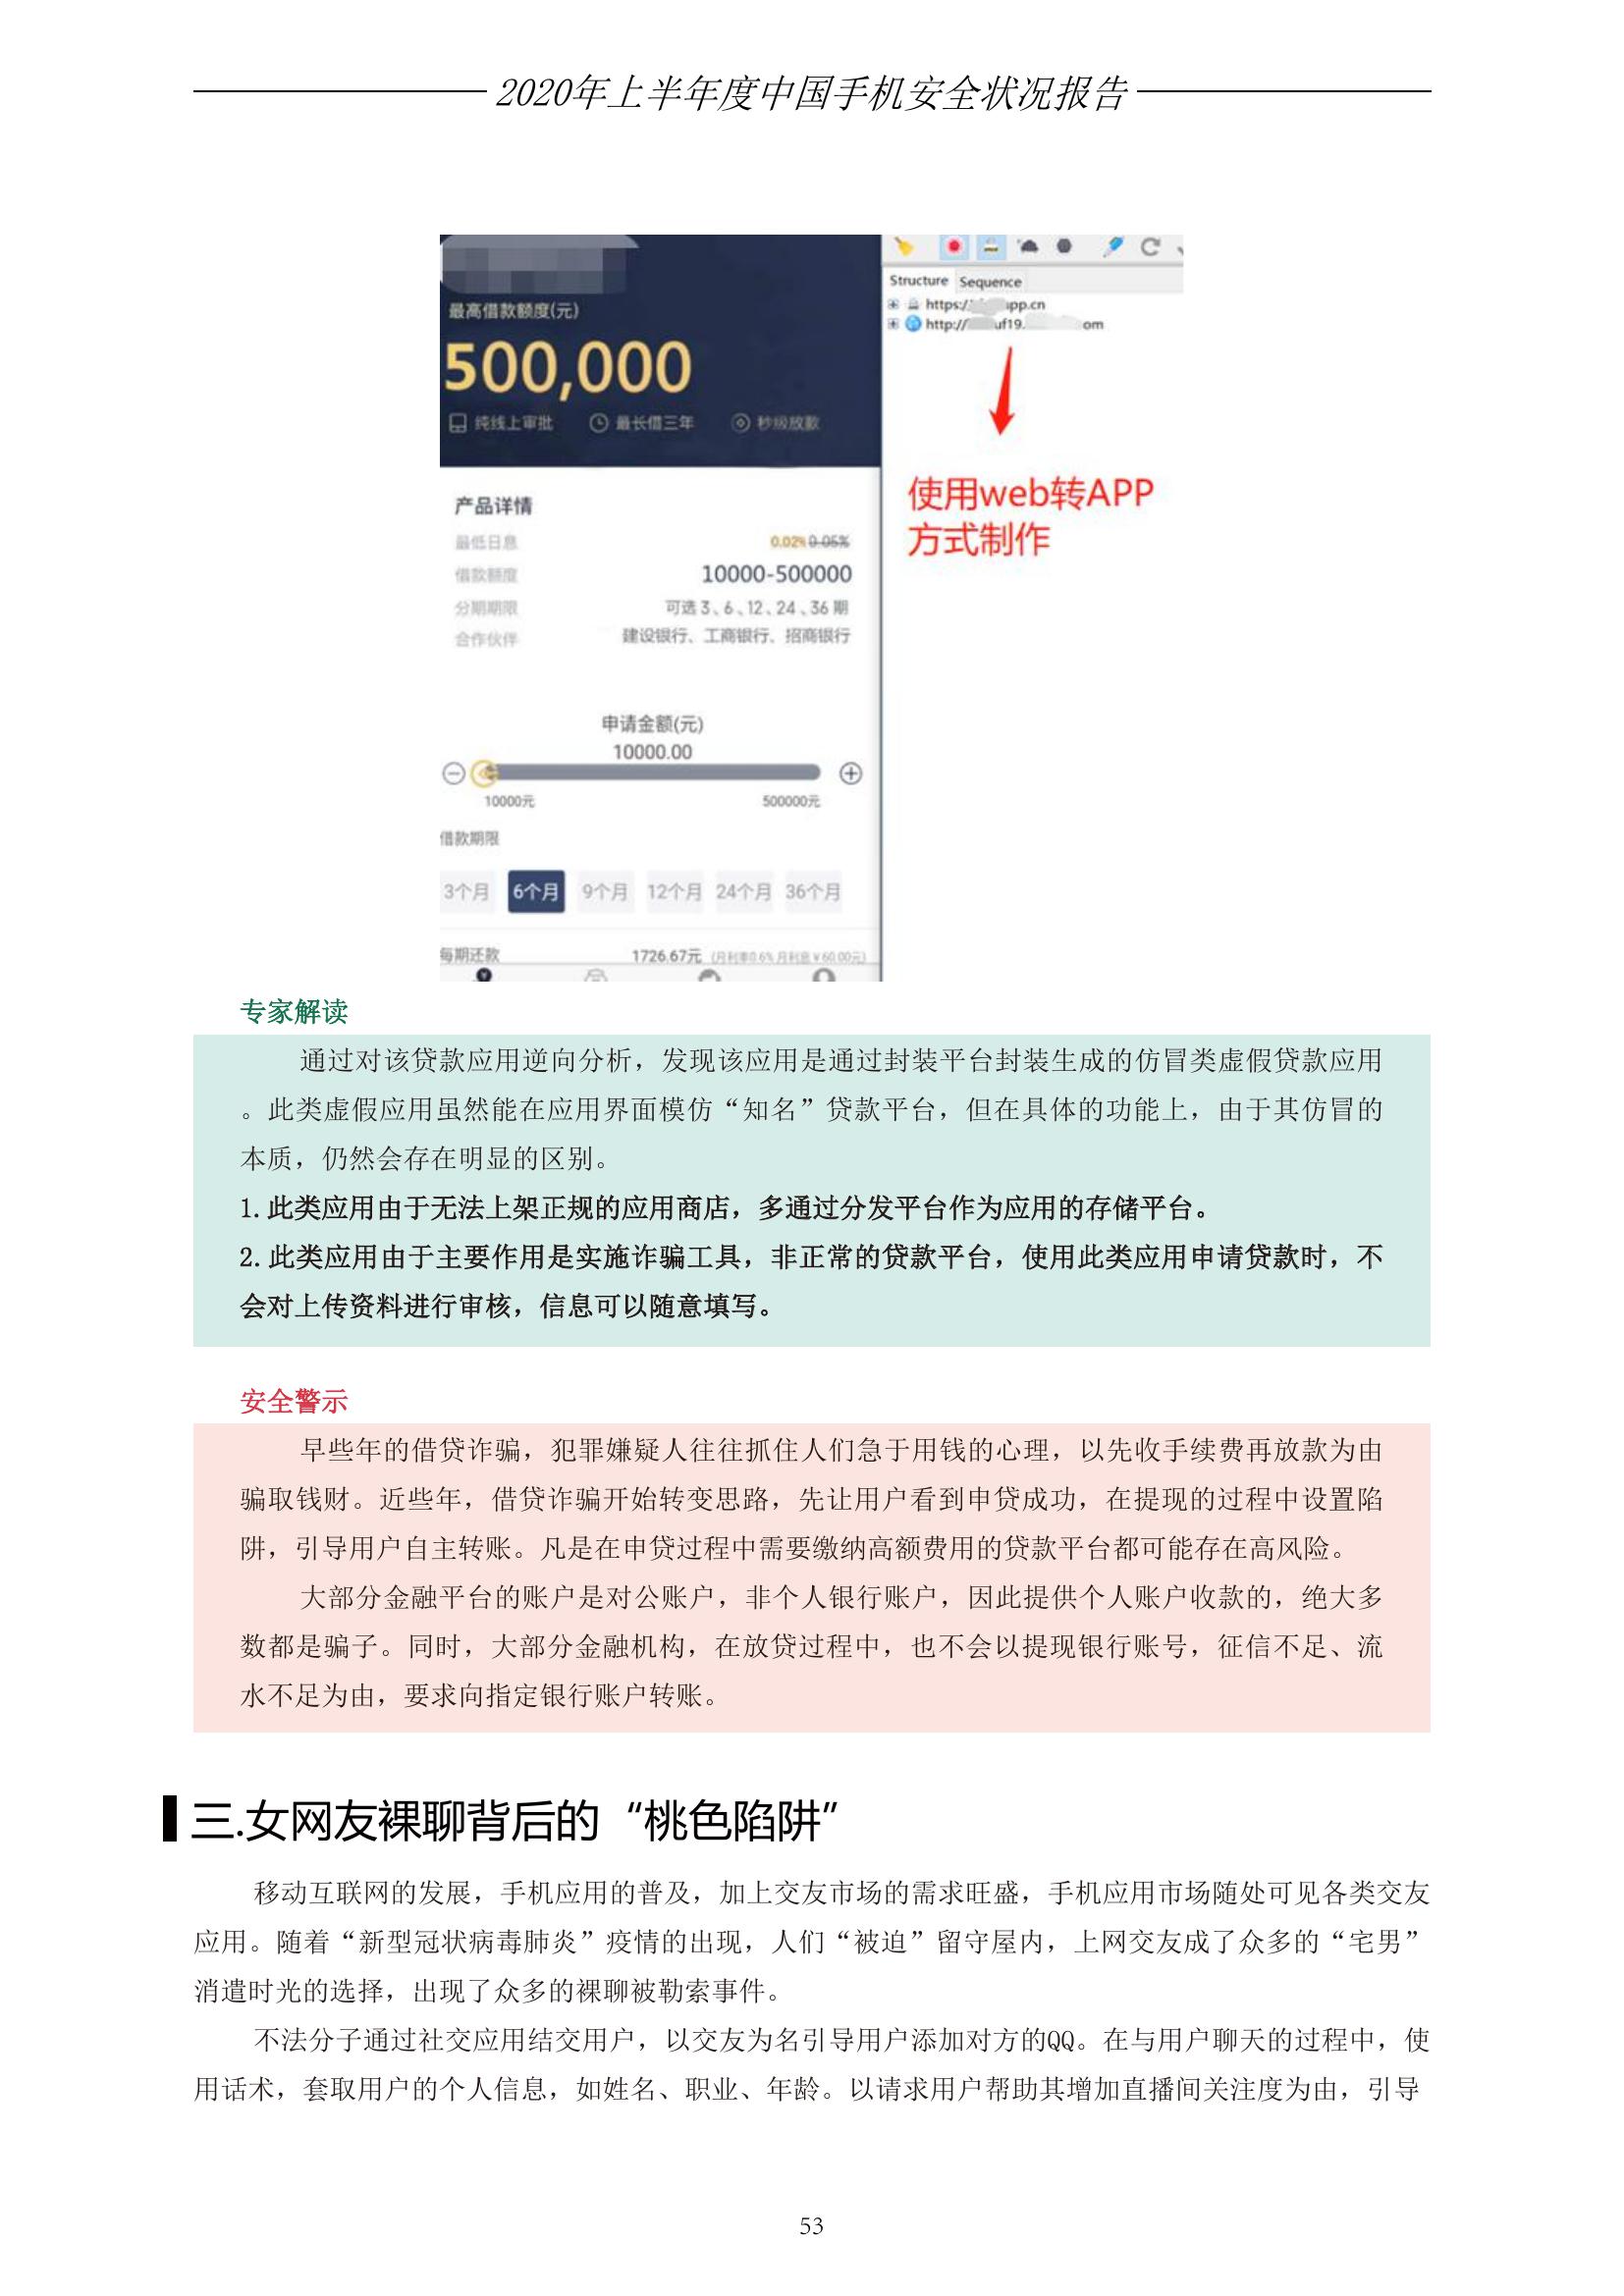 2020年上半年度中国手机安全状况报告
最高借款额度(元)
500,000
纯线上审批 最长借三年 秒级放款
产品详情
最低日息 0.02% 0.05%
借款额度 10000-500000
分期期限 可选 3、6、12、24、36 期
合作伙伴 建设银行、工商银行、招商银行
申请金额(元)
10000.00
10000元 500000元
借款期限
3个月 6个月 9个月 12个月 24个月 36个月
每期还款 1726.67元 (月利率0.6% 月利息￥60.00元)
Structure Sequence
https:/ app.cn
http:// uf19. om
使用web转APP
方式制作
专家解读
通过对该贷款应用逆向分析，发现该应用是通过封装平台封装生成的仿冒类虚假贷款应用
。此类虚假应用虽然能在应用界面模仿“知名”贷款平台，但在具体的功能上，由于其仿冒的
本质，仍然会存在明显的区别。
1.此类应用由于无法上架正规的应用商店，多通过分发平台作为应用的存储平台。
2.此类应用由于主要作用是实施诈骗工具，非正常的贷款平台，使用此类应用申请贷款时，不
会对上传资料进行审核，信息可以随意填写。
安全警示
早些年的借贷诈骗，犯罪嫌疑人往往抓住人们急于用钱的心理，以先收手续费再放款为由
骗取钱财。近些年，借贷诈骗开始转变思路，先让用户看到申贷成功，在提现的过程中设置陷
阱，引导用户自主转账。凡是在申贷过程中需要缴纳高额费用的贷款平台都可能存在高风险。
大部分金融平台的账户是对公账户，非个人银行账户，因此提供个人账户收款的，绝大多
数都是骗子。同时，大部分金融机构，在放贷过程中，也不会以提现银行账号，征信不足、流
水不足为由，要求向指定银行账户转账。
三.女网友裸聊背后的“桃色陷阱”
移动互联网的发展，手机应用的普及，加上交友市场的需求旺盛，手机应用市场随处可见各类交友
应用。随着“新型冠状病毒肺炎”疫情的出现，人们“被迫”留守屋内，上网交友成了众多的“宅男”
消遣时光的选择，出现了众多的裸聊被勒索事件。
不法分子通过社交应用结交用户，以交友为名引导用户添加对方的QQ。在与用户聊天的过程中，使
用话术，套取用户的个人信息，如姓名、职业、年龄。以请求用户帮助其增加直播间关注度为由，引导
53